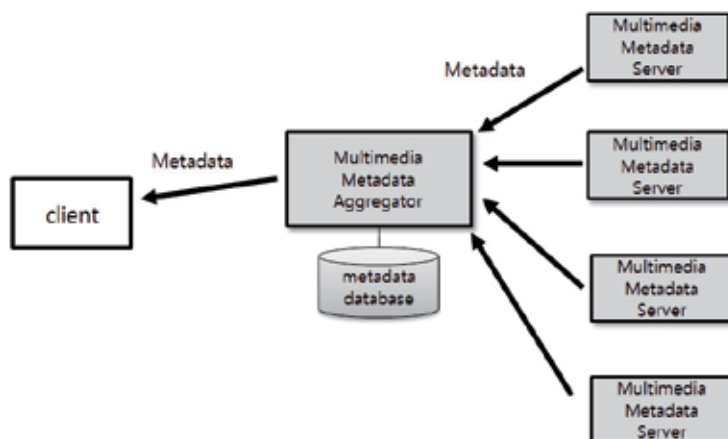 Multimedia
Metadata
Server
Metadata
Multimedia
Metadata
Server
Metadata
Multimedia
Metadata
Aggregator
client
metadata
database
Multimedia
Metadata
Server
Multimedia
Metadata
Server